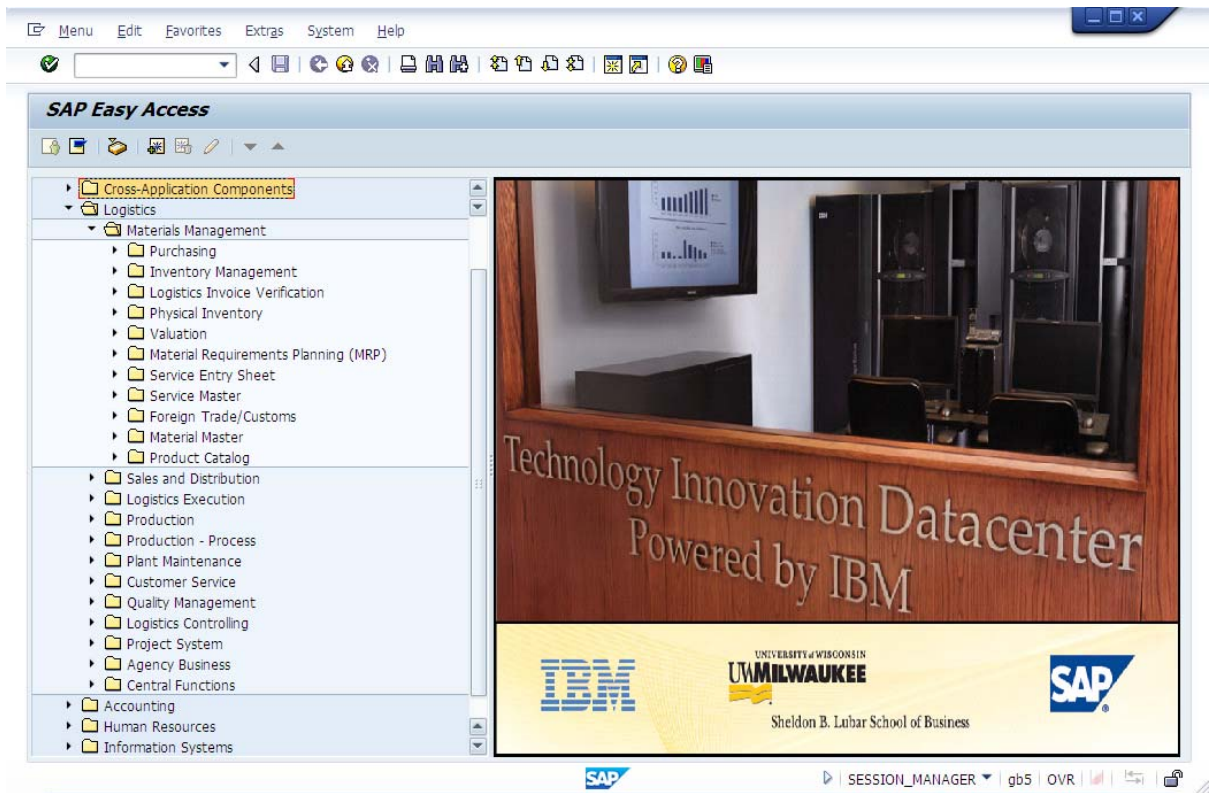 Menu Edit Favorites Extras System Help
SAP Easy Access
Cross-Application Components
Logistics
Materials Management
Purchasing
Inventory Management
Logistics Invoice Verification
Physical Inventory
Valuation
Material Requirements Planning (MRP)
Service Entry Sheet
Service Master
Foreign Trade/Customs
Material Master
Product Catalog
Sales and Distribution
Logistics Execution
Production
Production - Process
Plant Maintenance
Customer Service
Quality Management
Logistics Controlling
Project System
Agency Business
Central Functions
Accounting
Human Resources
Information Systems
Technology Innovation Datacenter
Powered by IBM
IBM
UNIVERSITY of WISCONSIN
UWMILWAUKEE
Sheldon B. Lubar School of Business
SAP
SAP
SESSION_MANAGER gb5 OVR